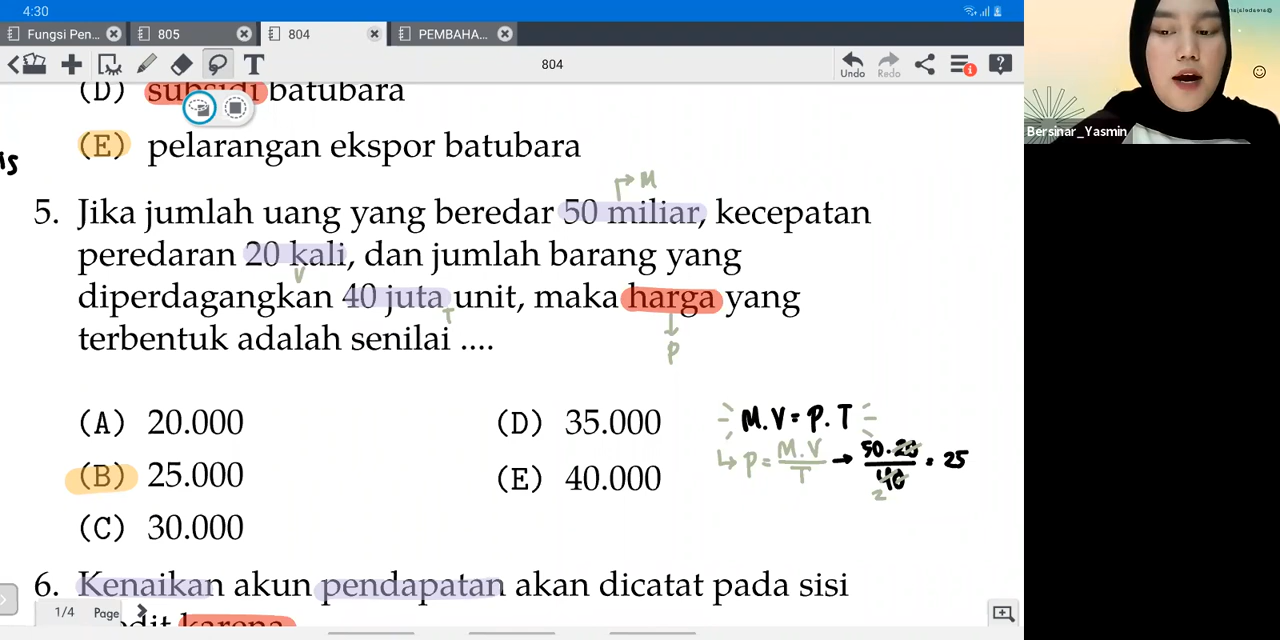 4:30
Fungsi Pen...
805
804
PEMBAHA...
804
Undo
Redo
(D) subsidi batubara
(E) pelarangan ekspor batubara
is
M
5. Jika jumlah uang yang beredar 50 miliar, kecepatan
peredaran 20 kali, dan jumlah barang yang
V
diperdagangkan 40 juta unit, maka harga yang
T
terbentuk adalah senilai ....
P
(A) 20.000
(B) 25.000
(C) 30.000
(D) 35.000
(E) 40.000
M.V = P.T
P = M.V / T → 50.20 / 40 = 25
2
6. Kenaikan akun pendapatan akan dicatat pada sisi
karena
1/4 Page
Bersinar_Yasmin